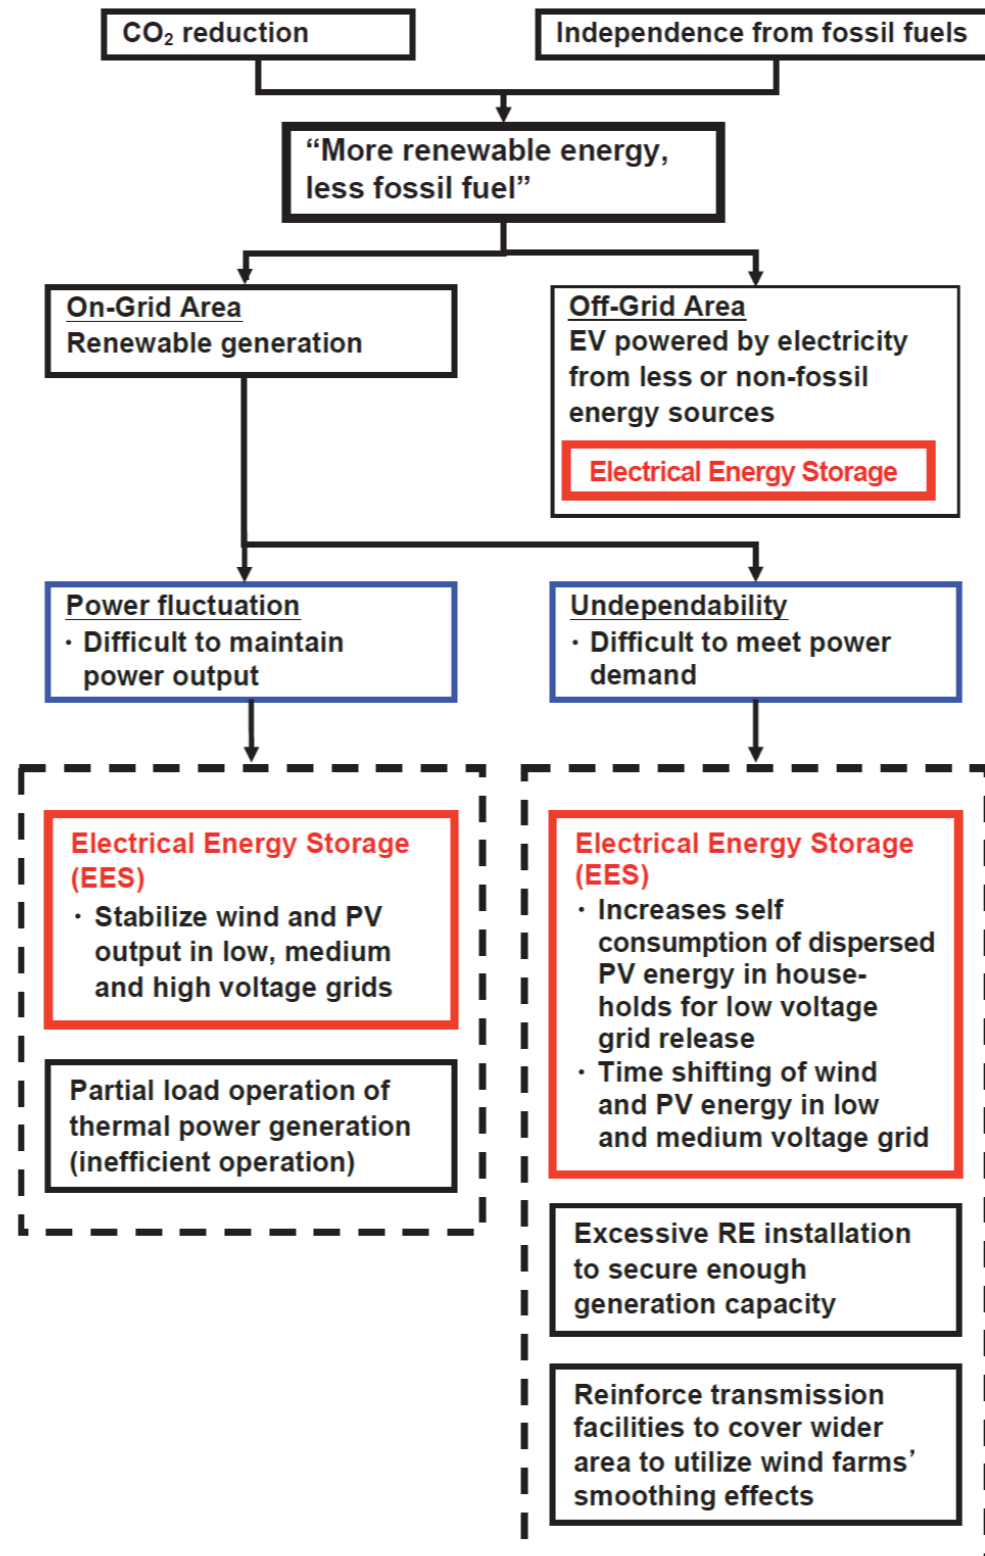 CO₂ reduction
Independence from fossil fuels
“More renewable energy,
less fossil fuel”
On-Grid Area
Renewable generation
Off-Grid Area
EV powered by electricity
from less or non-fossil
energy sources
Electrical Energy Storage
Power fluctuation
・Difficult to maintain
power output
Undependability
・Difficult to meet power
demand
Electrical Energy Storage
(EES)
・Stabilize wind and PV
output in low, medium
and high voltage grids
Partial load operation of
thermal power generation
(inefficient operation)
Electrical Energy Storage
(EES)
・Increases self
consumption of dispersed
PV energy in house-
holds for low voltage
grid release
・Time shifting of wind
and PV energy in low
and medium voltage grid
Excessive RE installation
to secure enough
generation capacity
Reinforce transmission
facilities to cover wider
area to utilize wind farms’
smoothing effects